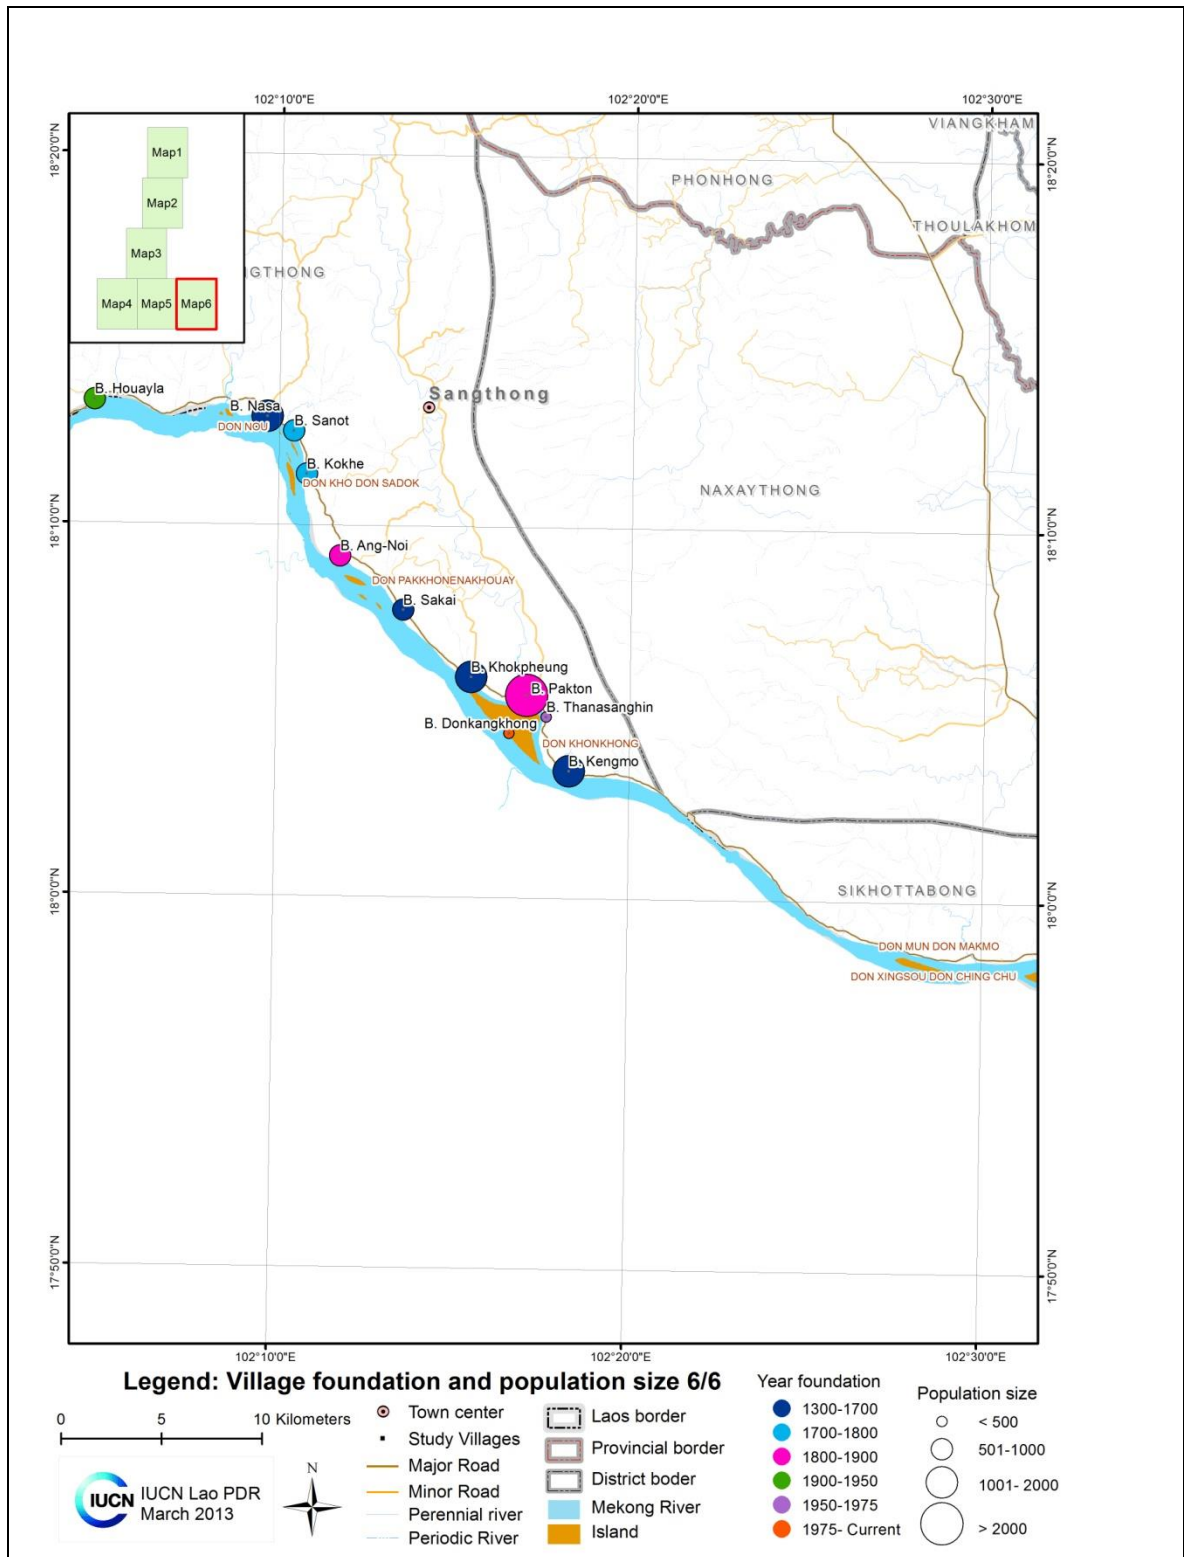 102°10'0"E
102°20'0"E
102°30'0"E
18°20'0"N
18°20'0"N
Map1
Map2
Map3
Map4
Map5
Map6
VIANGKHAM
PHONHONG
THOULAKHOM
NGTHONG
B. Houayla
Sangthong
B. Nasa
DON NOU
B. Sanot
B. Kokhe
DON KHO DON SADOK
NAXAYTHONG
18°10'0"N
18°10'0"N
B. Ang-Noi
DON PAKKHONENAKHOUAY
B. Sakai
B. Khokpheung
B. Pakton
B. Thanasanghin
B. Donkangkhong
DON KHONKHONG
B. Kengmo
18°0'0"N
18°0'0"N
SIKHOTTABONG
DON MUN DON MAKMO
DON XINGSOU DON CHING CHU
17°50'0"N
17°50'0"N
102°10'0"E
102°20'0"E
102°30'0"E
Legend: Village foundation and population size 6/6
0 5 10 Kilometers
IUCN
IUCN Lao PDR
March 2013
N
Town center
Study Villages
Major Road
Minor Road
Perennial river
Periodic River
Laos border
Provincial border
District boder
Mekong River
Island
Year foundation
1300-1700
1700-1800
1800-1900
1900-1950
1950-1975
1975- Current
Population size
< 500
501-1000
1001- 2000
> 2000